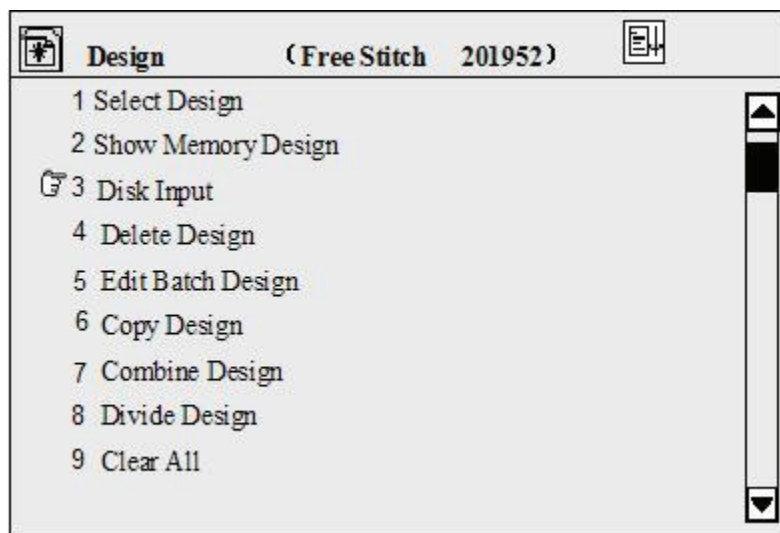 Design （Free Stitch 201952）
1 Select Design
2 Show Memory Design
3 Disk Input
4 Delete Design
5 Edit Batch Design
6 Copy Design
7 Combine Design
8 Divide Design
9 Clear All